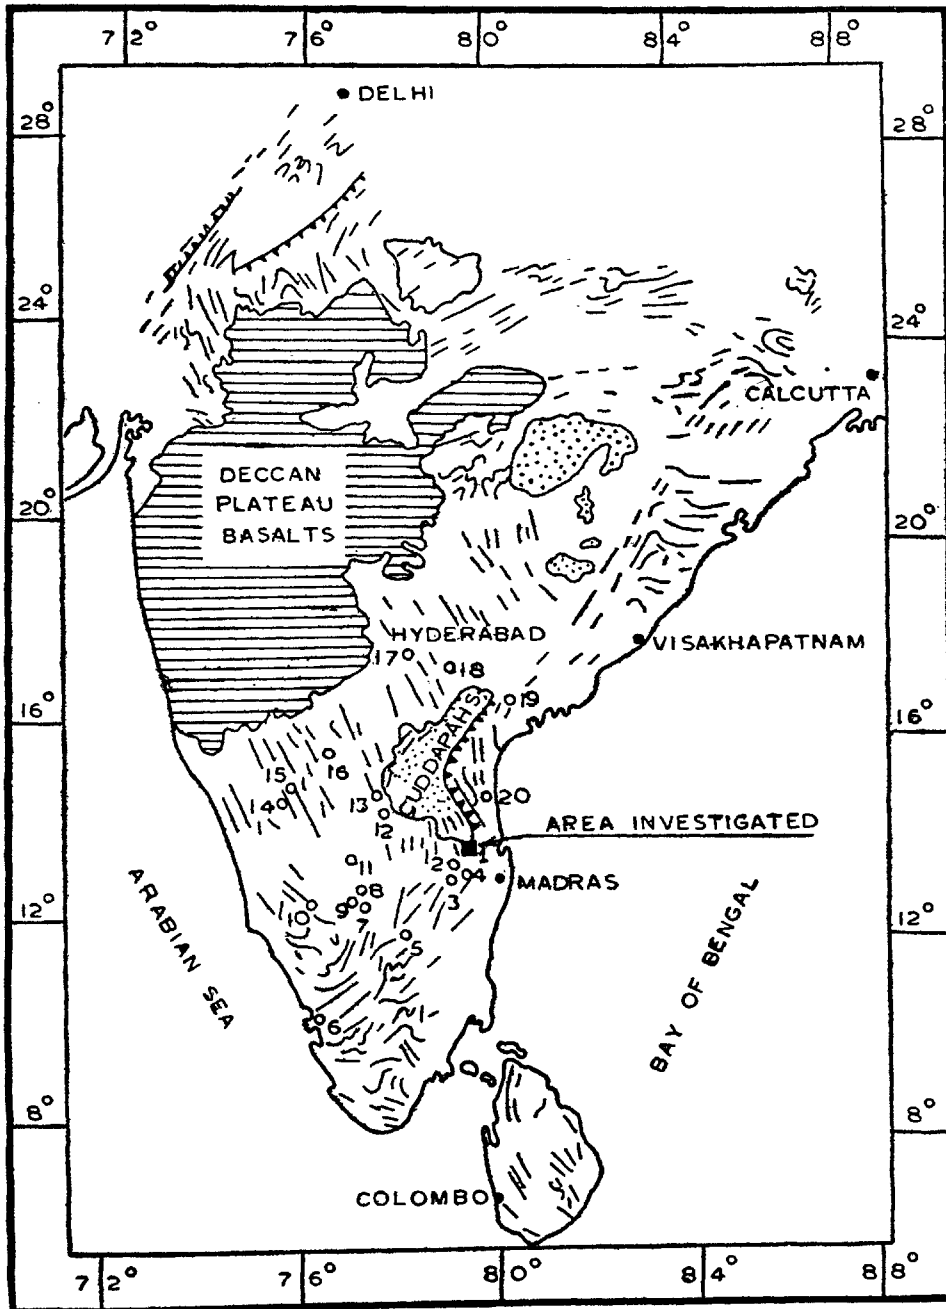 72° 76° 80° 84° 88°
DELHI
28° 28°
24° 24°
CALCUTTA
DECCAN
PLATEAU
BASALTS
20° 20°
HYDERABAD
17 18
VISAKHAPATNAM
19
16° 16°
CUDDAPAHS
15 16
14 13 20
12
AREA INVESTIGATED
1
11 2 4
MADRAS
8 3
9
10 7
12° 12°
5
ARABIAN SEA
BAY OF BENGAL
6
8° 8°
COLOMBO
72° 76° 80° 84° 88°